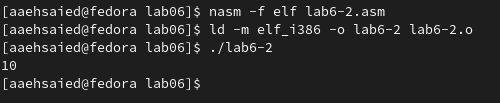 [aaehsaied@fedora lab06]$ nasm -f elf lab6-2.asm
[aaehsaied@fedora lab06]$ ld -m elf_i386 -o lab6-2 lab6-2.o
[aaehsaied@fedora lab06]$ ./lab6-2
10
[aaehsaied@fedora lab06]$